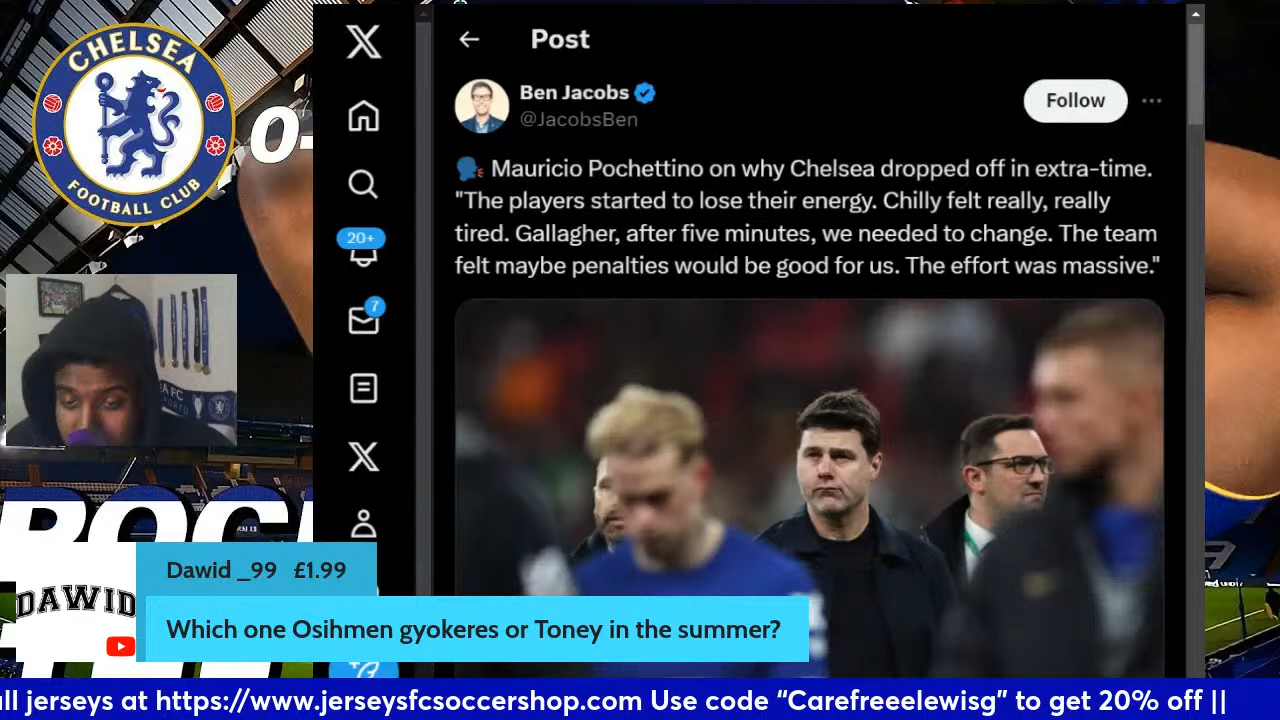 CHELSEA
FOOTBALL CLUB
0-
Post
Ben Jacobs
@JacobsBen
Follow
20+
7
🗣️ Mauricio Pochettino on why Chelsea dropped off in extra-time.
"The players started to lose their energy. Chilly felt really, really
tired. Gallagher, after five minutes, we needed to change. The team
felt maybe penalties would be good for us. The effort was massive."
DAWID
Dawid _99 £1.99
Which one Osihmen gyokeres or Toney in the summer?
all jerseys at https://www.jerseysfcsoccershop.com Use code “Carefreeelewisg” to get 20% off ||